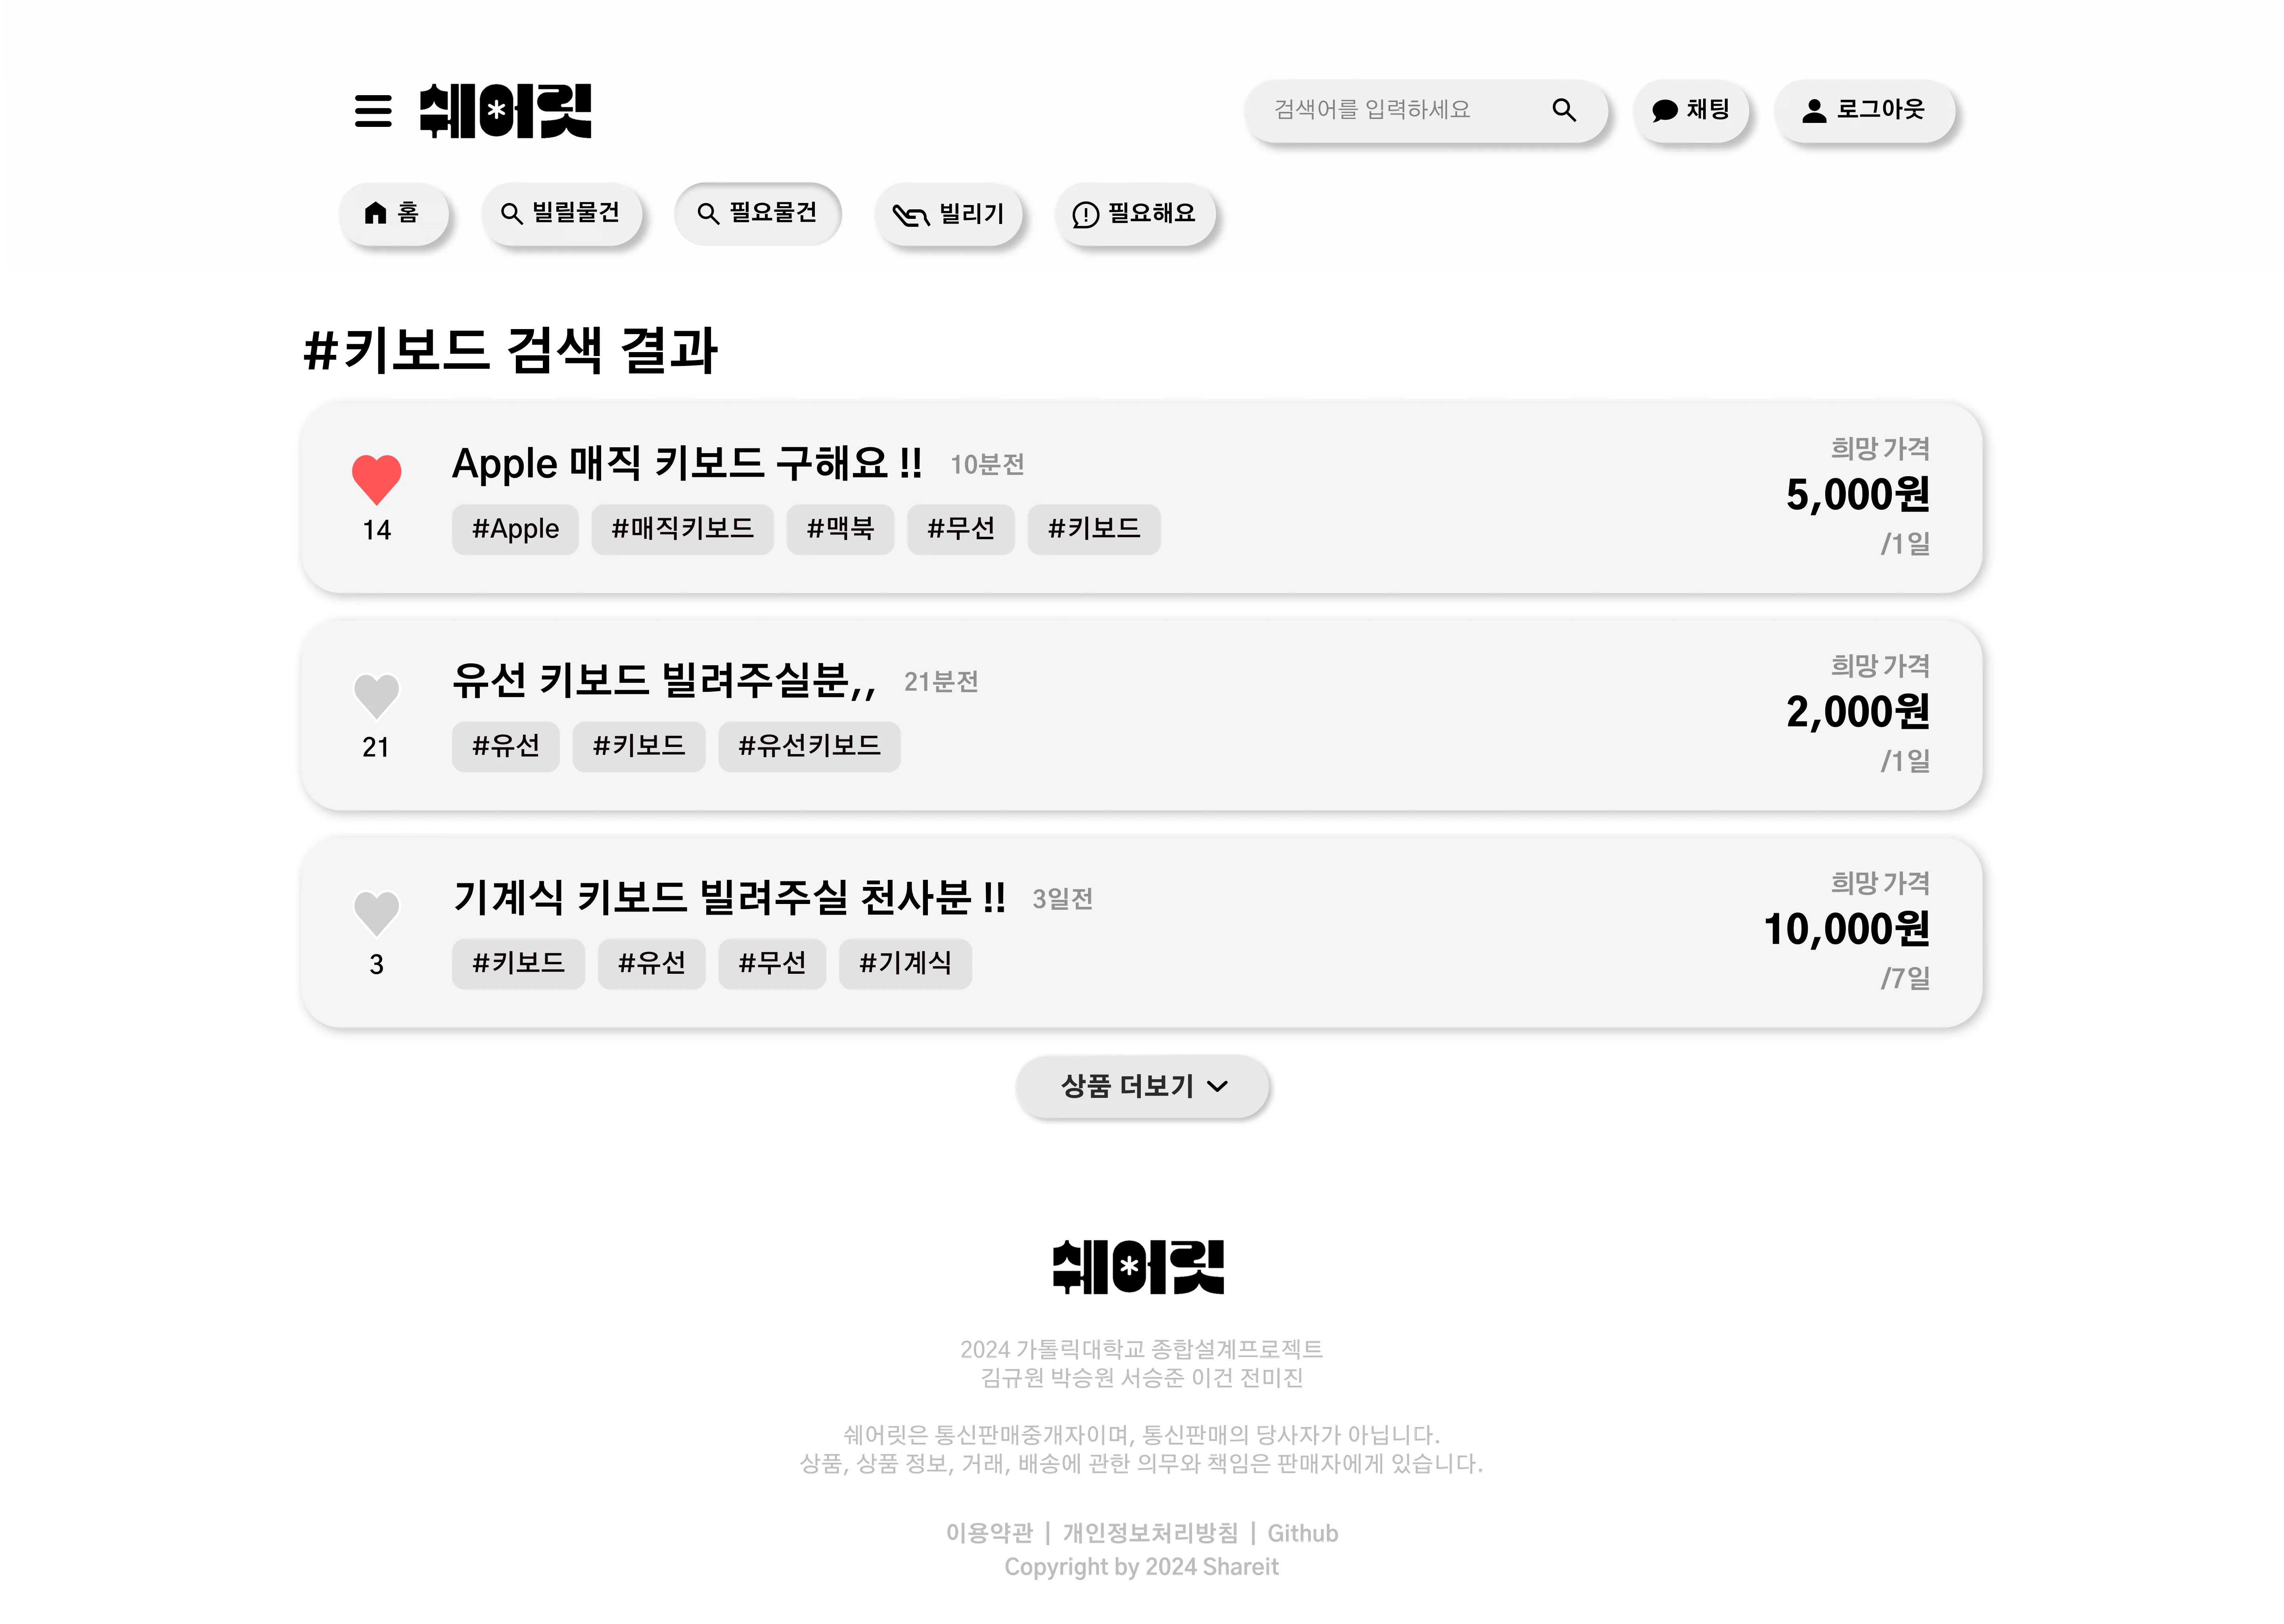 쉐어릿
검색어를 입력하세요
채팅
로그아웃
홈
빌릴물건
필요물건
빌리기
필요해요
#키보드 검색 결과
Apple 매직 키보드 구해요 !! 10분전
#Apple #매직키보드 #맥북 #무선 #키보드
14
희망 가격
5,000원
/1일
유선 키보드 빌려주실분,, 21분전
#유선 #키보드 #유선키보드
21
희망 가격
2,000원
/1일
기계식 키보드 빌려주실 천사분 !! 3일전
#키보드 #유선 #무선 #기계식
3
희망 가격
10,000원
/7일
상품 더보기
쉐어릿
2024 가톨릭대학교 종합설계프로젝트
김규원 박승원 서승준 이건 전미진
쉐어릿은 통신판매중개자이며, 통신판매의 당사자가 아닙니다.
상품, 상품 정보, 거래, 배송에 관한 의무와 책임은 판매자에게 있습니다.
이용약관 | 개인정보처리방침 | Github
Copyright by 2024 Shareit